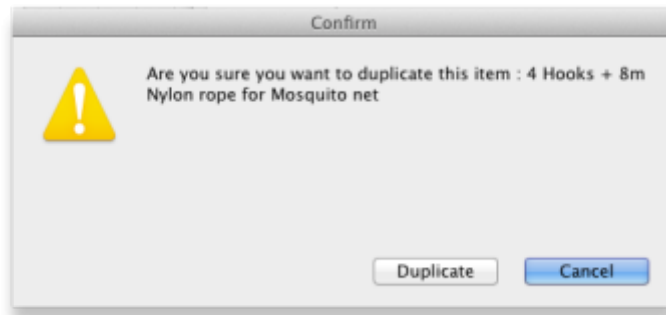 Confirm
Are you sure you want to duplicate this item : 4 Hooks + 8m
Nylon rope for Mosquito net
Duplicate
Cancel